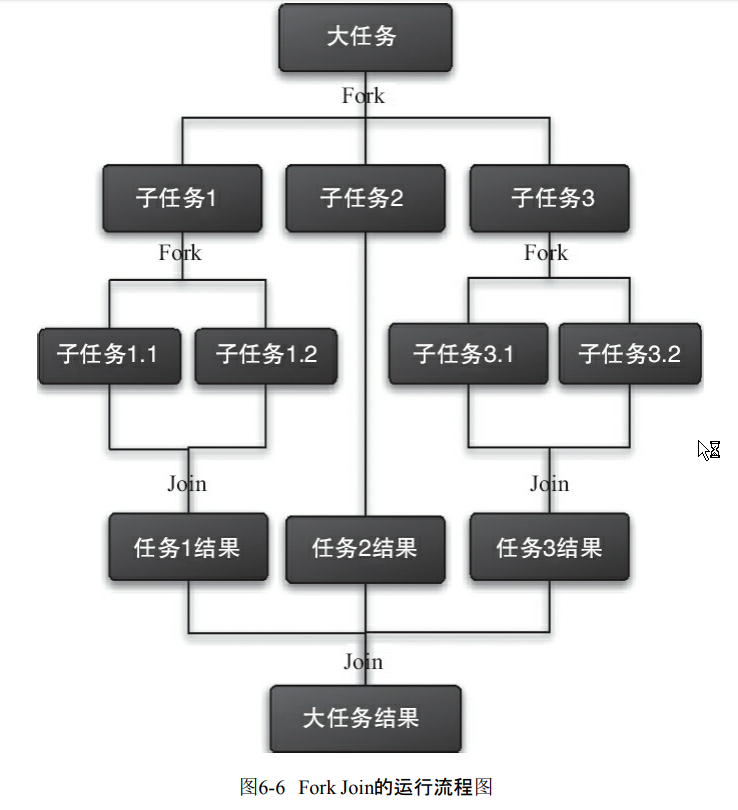 大任务
Fork
子任务1
子任务2
子任务3
Fork
Fork
子任务1.1
子任务1.2
子任务3.1
子任务3.2
Join
Join
任务1结果
任务2结果
任务3结果
Join
大任务结果
图6-6 Fork Join的运行流程图